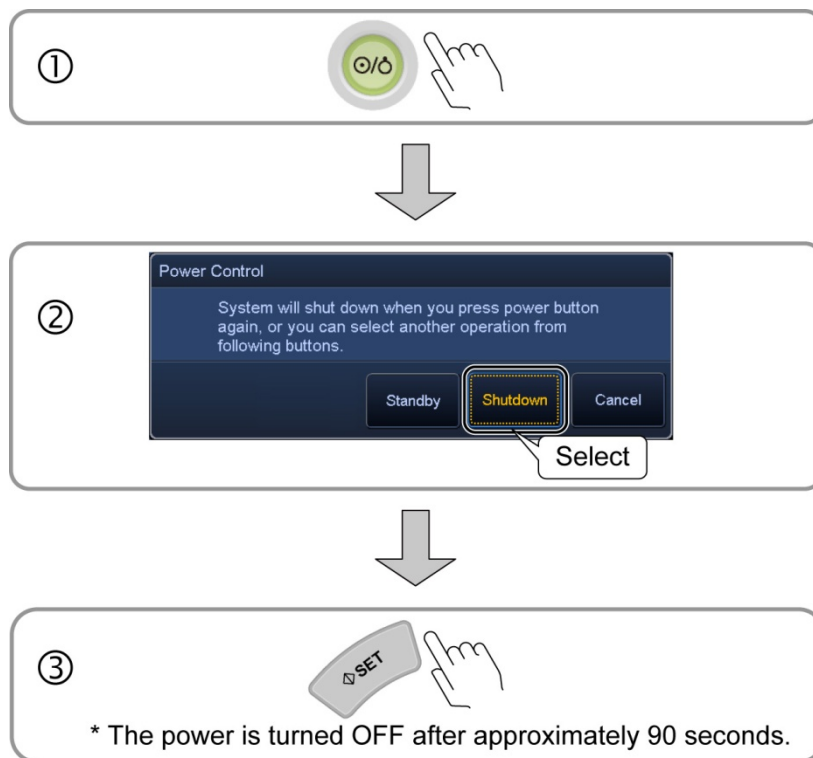 ①
②
Power Control
System will shut down when you press power button
again, or you can select another operation from
following buttons.
Standby
Shutdown
Cancel
Select
③
SET
* The power is turned OFF after approximately 90 seconds.